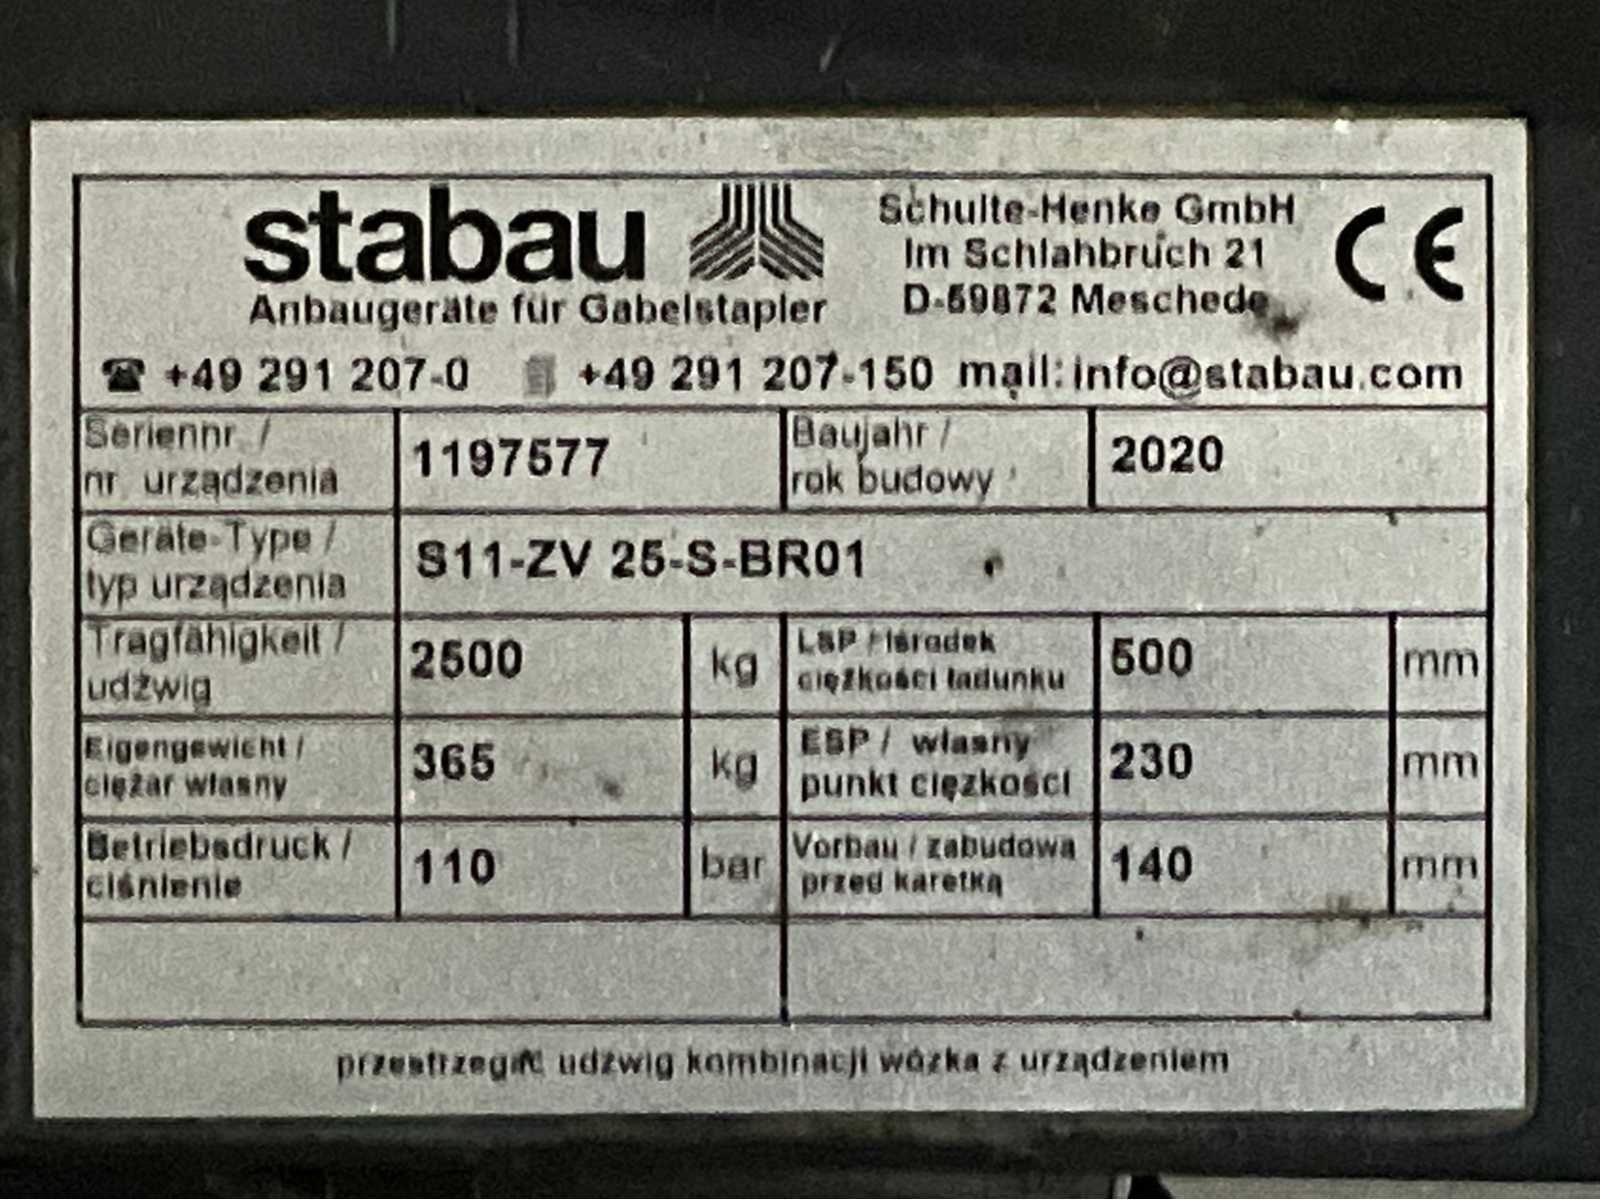 stabau
Anbaugeräte für Gabelstapler
Schulte-Henke GmbH
Im Schlahbruch 21
D-59872 Meschede
CE
☎ +49 291 207-0 +49 291 207-150 mail: info@stabau.com
Seriennr. /
nr urządzenia
1197577
Baujahr /
rok budowy
2020
Geräte-Type /
typ urządzenia
S11-ZV 25-S-BR01
Tragfähigkeit /
udźwig
2500
kg
LSP / iśrodek
ciężkości ładunku
500
mm
Eigengewicht /
ciężar własny
365
kg
ESP / własny
punkt ciężkości
230
mm
Betriebsdruck /
ciśnienie
110
bar
Vorbau / zabudowa
przed karetką
140
mm
przestrzegać udźwig kombinacji wózka z urządzeniem